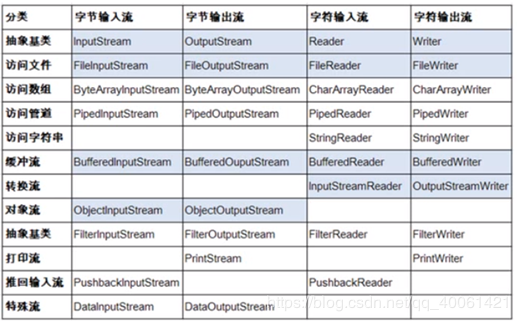 分类 字节输入流 字节输出流 字符输入流 字符输出流
抽象基类 InputStream OutputStream Reader Writer
访问文件 FileInputStream FileOutputStream FileReader FileWriter
访问数组 ByteArrayInputStream ByteArrayOutputStream CharArrayReader CharArrayWriter
访问管道 PipedInputStream PipedOutputStream PipedReader PipedWriter
访问字符串 StringReader StringWriter
缓冲流 BufferedInputStream BufferedOuputStream BufferedReader BufferedWriter
转换流 InputStreamReader OutputStreamWriter
对象流 ObjectInputStream ObjectOutputStream
抽象基类 FilterInputStream FilterOutputStream FilterReader FilterWriter
打印流 PrintStream PrintWriter
推回输入流 PushbackInputStream PushbackReader
特殊流 DataInputStream DataOutputStream
https://blog.csdn.net/qq_40061421